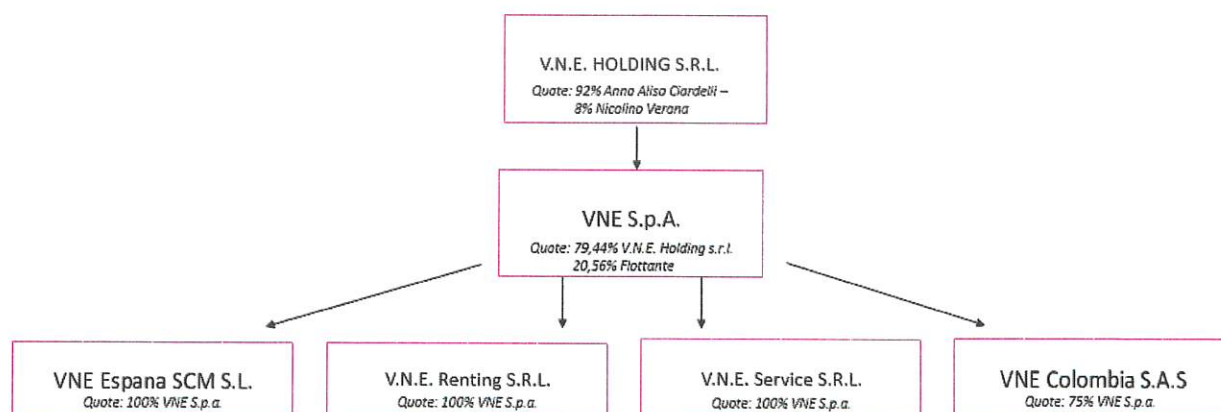 V.N.E. HOLDING S.R.L.
Quote: 92% Anna Alisa Ciardelli –
8% Nicolino Verona
VNE S.p.A.
Quote: 79,44% V.N.E. Holding s.r.l.
20,56% Flottante
VNE Espana SCM S.L.
Quote: 100% VNE S.p.a.
V.N.E. Renting S.R.L.
Quote: 100% VNE S.p.a.
V.N.E. Service S.R.L.
Quote: 100% VNE S.p.a.
VNE Colombia S.A.S
Quote: 75% VNE S.p.a.